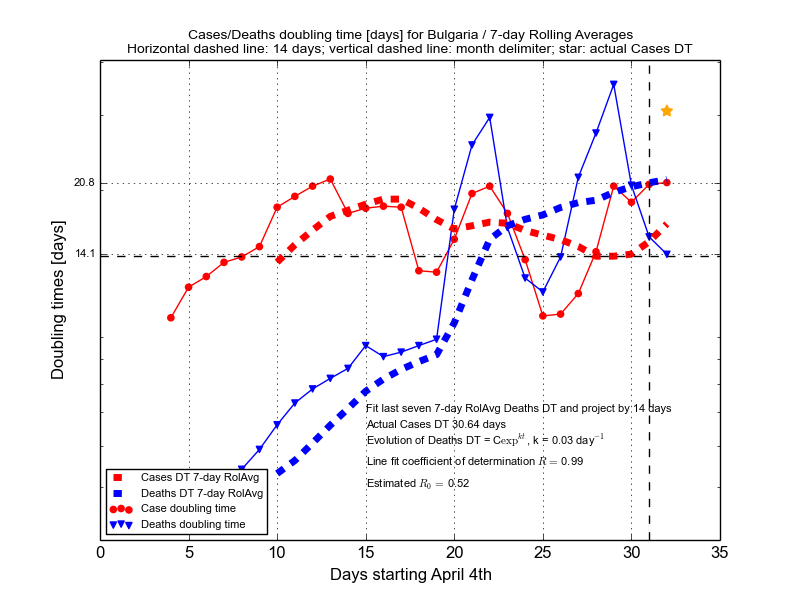 Cases/Deaths doubling time [days] for Bulgaria / 7-day Rolling Averages
Horizontal dashed line: 14 days; vertical dashed line: month delimiter; star: actual Cases DT
20.8
14.1
Doubling times [days]
Fit last seven 7-day RolAvg Deaths DT and project by 14 days
Actual Cases DT 30.64 days
Evolution of Deaths DT = Cexp^{kt}, k = 0.03 day^{-1}
Line fit coefficient of determination R = 0.99
Estimated R_0 = 0.52
Cases DT 7-day RolAvg
Deaths DT 7-day RolAvg
Case doubling time
Deaths doubling time
0 5 10 15 20 25 30 35
Days starting April 4th